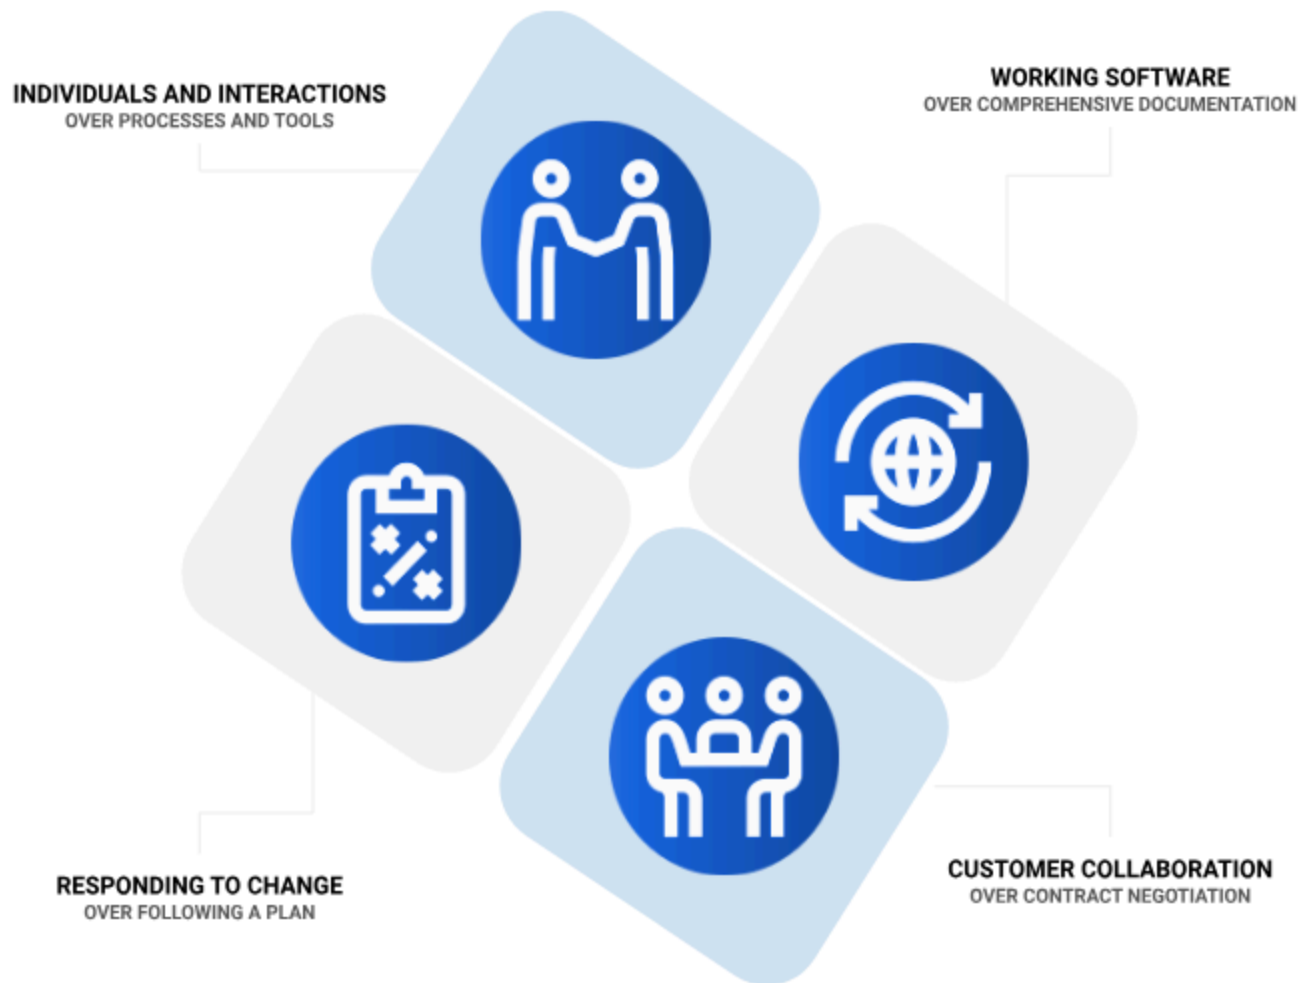 INDIVIDUALS AND INTERACTIONS
OVER PROCESSES AND TOOLS
WORKING SOFTWARE
OVER COMPREHENSIVE DOCUMENTATION
RESPONDING TO CHANGE
OVER FOLLOWING A PLAN
CUSTOMER COLLABORATION
OVER CONTRACT NEGOTIATION